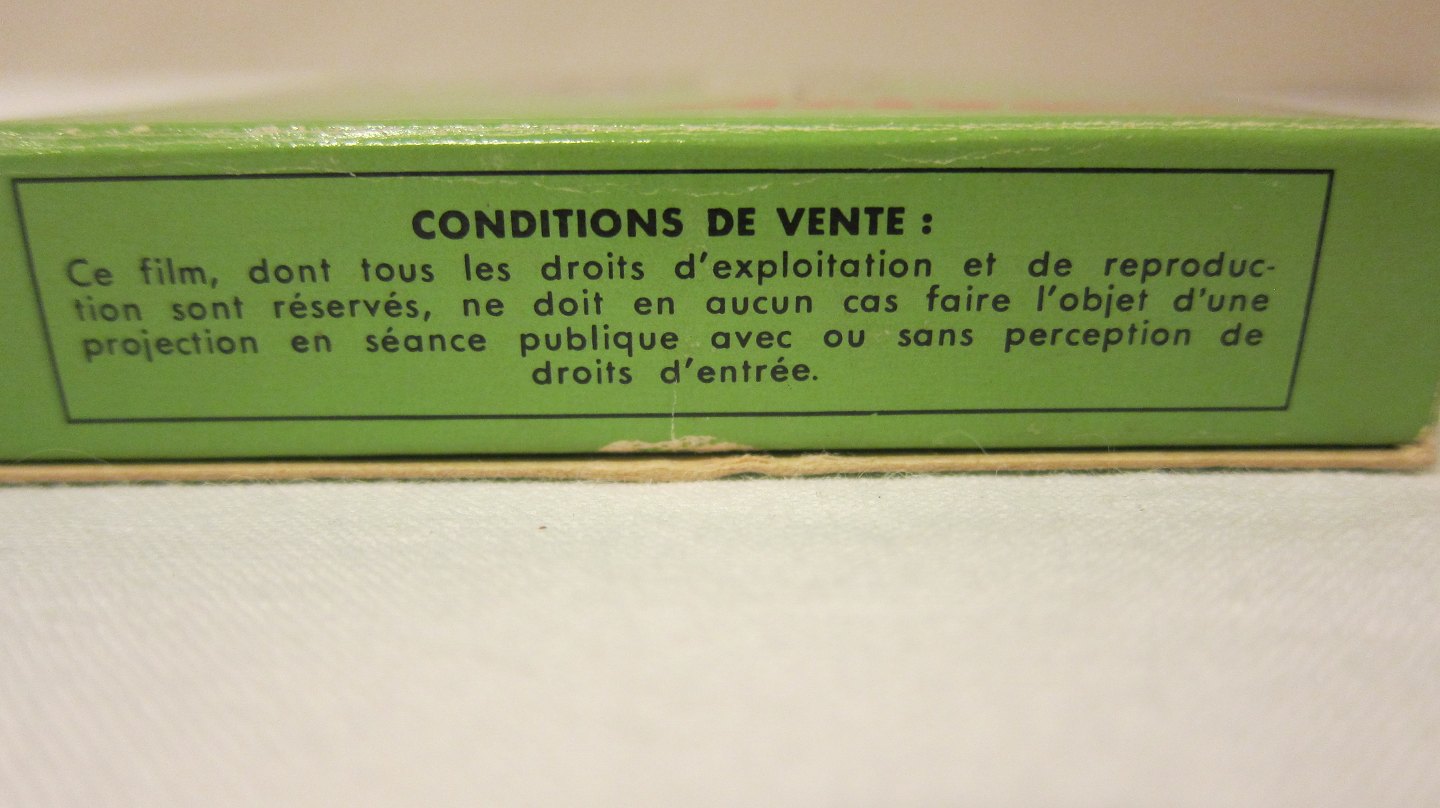 CONDITIONS DE VENTE :
Ce film, dont tous les droits d'exploitation et de reproduc-
tion sont réservés, ne doit en aucun cas faire l'objet d'une
projection en séance publique avec ou sans perception de
droits d'entrée.